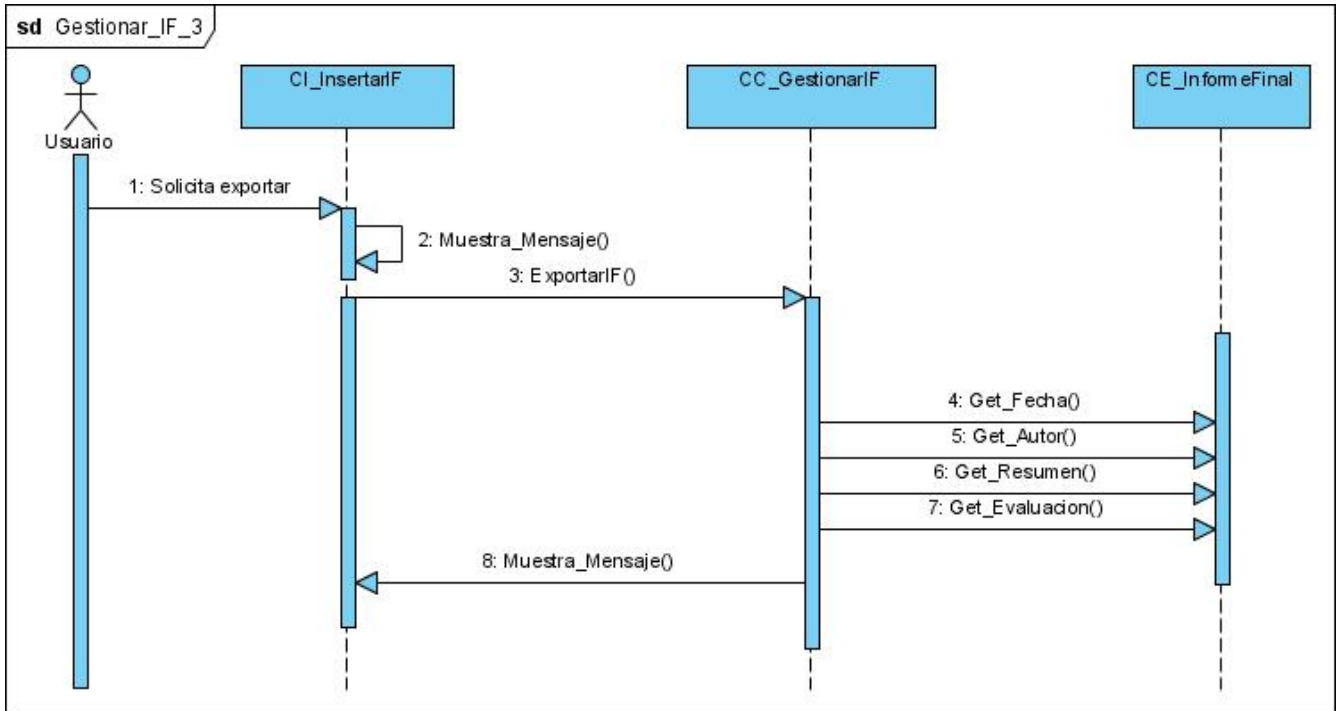 sd Gestionar_IF_3
CI_InsertarIF
CC_GestionarIF
CE_InformeFinal
Usuario
1: Solicita exportar
2: Muestra_Mensaje()
3: ExportarIF()
4: Get_Fecha()
5: Get_Autor()
6: Get_Resumen()
7: Get_Evaluacion()
8: Muestra_Mensaje()